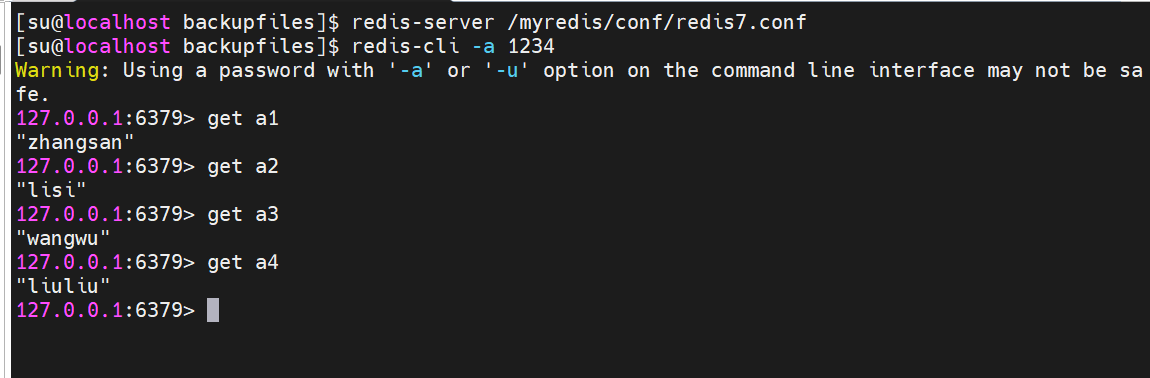 [su@localhost backupfiles]$ redis-server /myredis/conf/redis7.conf
[su@localhost backupfiles]$ redis-cli -a 1234
Warning: Using a password with '-a' or '-u' option on the command line interface may not be sa
fe.
127.0.0.1:6379> get a1
"zhangsan"
127.0.0.1:6379> get a2
"lisi"
127.0.0.1:6379> get a3
"wangwu"
127.0.0.1:6379> get a4
"liuliu"
127.0.0.1:6379>